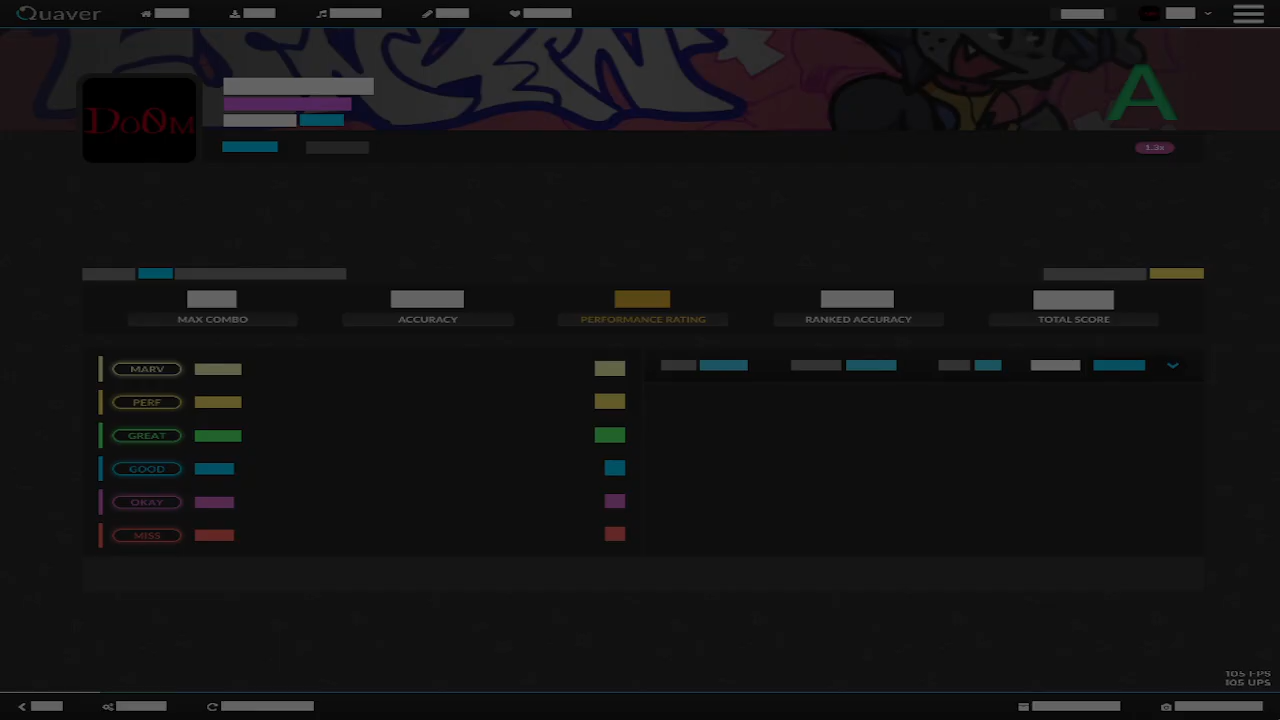 Quaver
A
Do0m
1.3x
MAX COMBO
ACCURACY
PERFORMANCE RATING
RANKED ACCURACY
TOTAL SCORE
MARV
PERF
GREAT
GOOD
OKAY
MISS
105 FPS
105 UPS